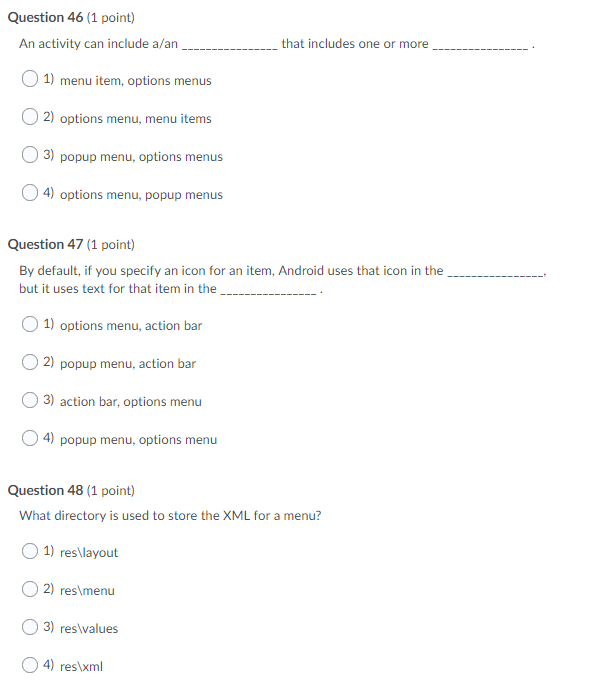 Question 46 (1 point)
An activity can include a/an ________________ that includes one or more ________________ .
1) menu item, options menus
2) options menu, menu items
3) popup menu, options menus
4) options menu, popup menus
Question 47 (1 point)
By default, if you specify an icon for an item, Android uses that icon in the ________________,
but it uses text for that item in the ________________ .
1) options menu, action bar
2) popup menu, action bar
3) action bar, options menu
4) popup menu, options menu
Question 48 (1 point)
What directory is used to store the XML for a menu?
1) res\layout
2) res\menu
3) res\values
4) res\xml